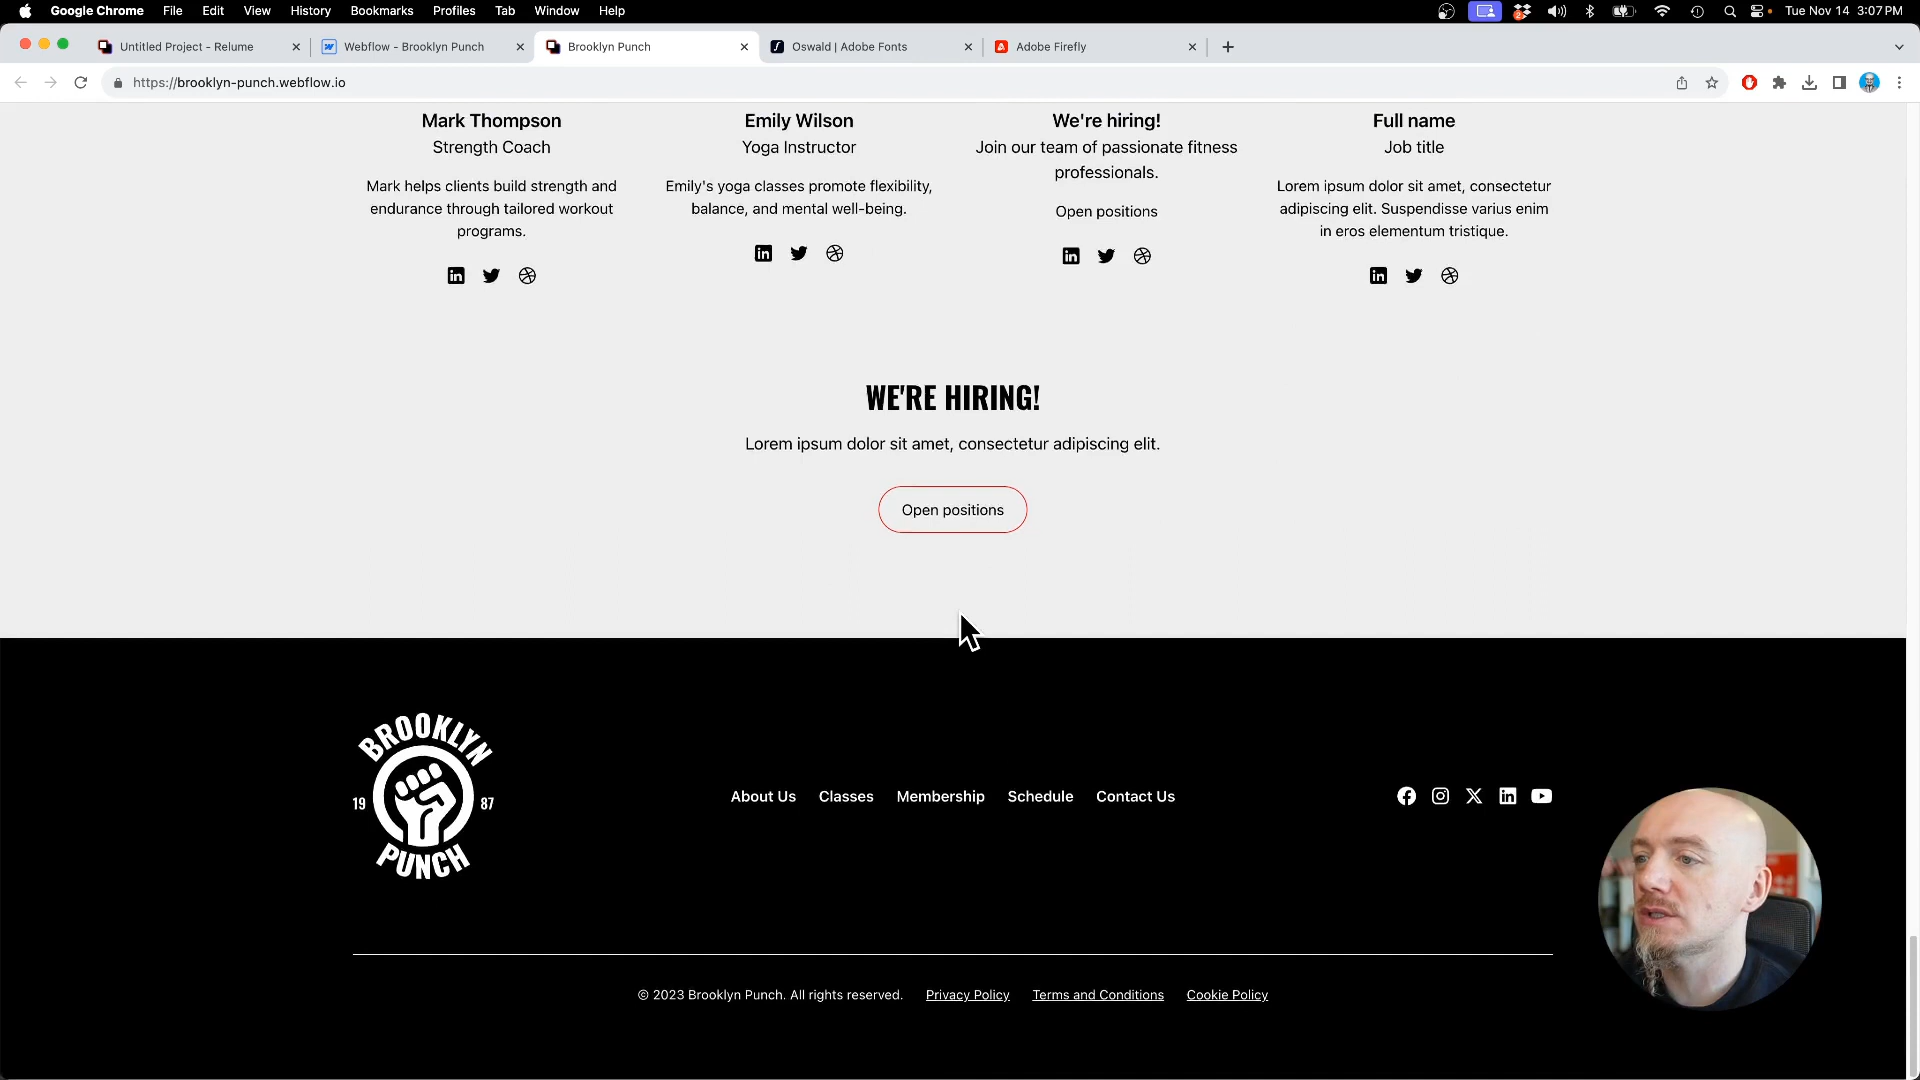 Google Chrome File Edit View History Bookmarks Profiles Tab Window Help Tue Nov 14 3:07 PM
Untitled Project - Relume Webflow - Brooklyn Punch Brooklyn Punch Oswald | Adobe Fonts Adobe Firefly
https://brooklyn-punch.webflow.io
Mark Thompson
Strength Coach
Mark helps clients build strength and
endurance through tailored workout
programs.
Emily Wilson
Yoga Instructor
Emily's yoga classes promote flexibility,
balance, and mental well-being.
We're hiring!
Join our team of passionate fitness
professionals.
Open positions
Full name
Job title
Lorem ipsum dolor sit amet, consectetur
adipiscing elit. Suspendisse varius enim
in eros elementum tristique.
WE'RE HIRING!
Lorem ipsum dolor sit amet, consectetur adipiscing elit.
Open positions
BROOKLYN
19 87
PUNCH
About Us Classes Membership Schedule Contact Us
© 2023 Brooklyn Punch. All rights reserved. Privacy Policy Terms and Conditions Cookie Policy